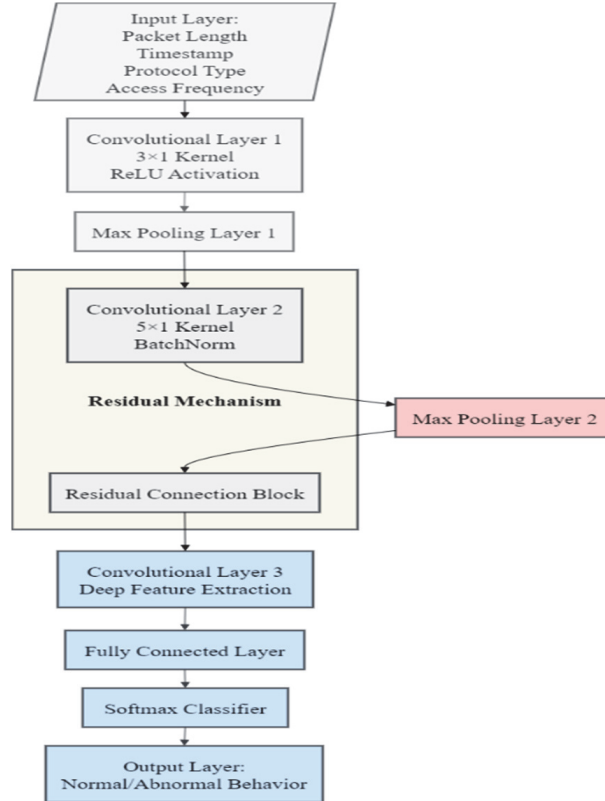 Input Layer:
Packet Length
Timestamp
Protocol Type
Access Frequency
Convolutional Layer 1
3×1 Kernel
ReLU Activation
Max Pooling Layer 1
Convolutional Layer 2
5×1 Kernel
BatchNorm
Residual Mechanism
Max Pooling Layer 2
Residual Connection Block
Convolutional Layer 3
Deep Feature Extraction
Fully Connected Layer
Softmax Classifier
Output Layer:
Normal/Abnormal Behavior